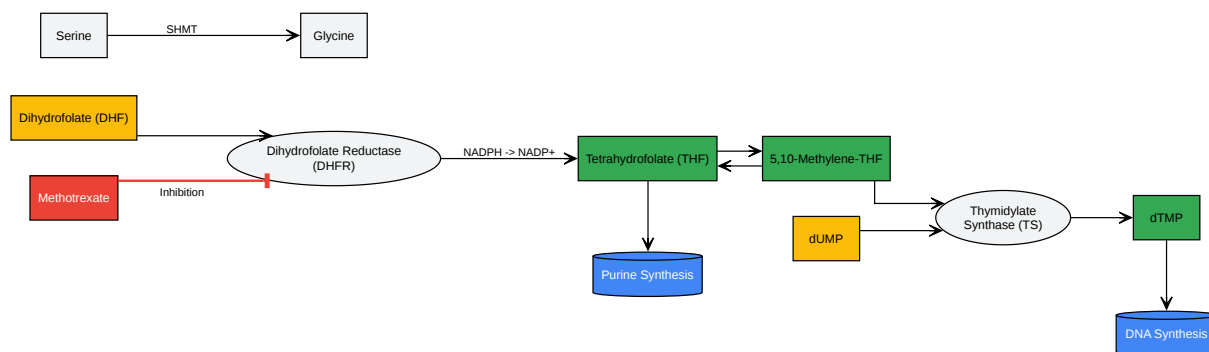 SHMT
Serine
Glycine
Dihydrofolate (DHF)
Dihydrofolate Reductase
(DHFR)
NADPH -> NADP+
Tetrahydrofolate (THF)
5,10-Methylene-THF
Methotrexate
Inhibition
Thymidylate
Synthase (TS)
dTMP
dUMP
Purine Synthesis
DNA Synthesis